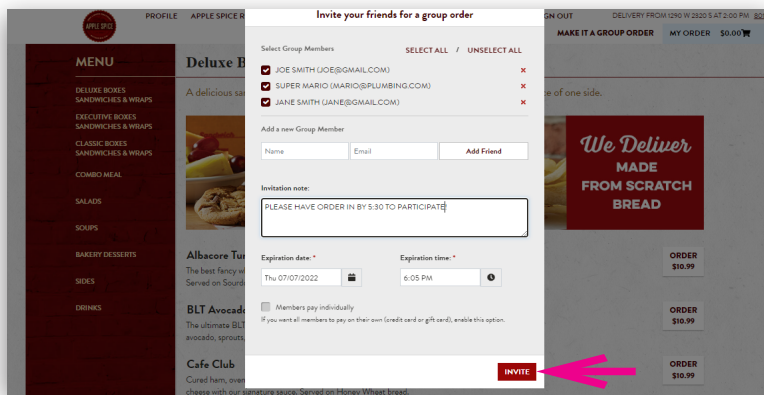 APPLE SPICE
PROFILE
APPLE SPICE R
GN OUT
DELIVERY FROM 1290 W 2320 S AT 2:00 PM
MAKE IT A GROUP ORDER
MY ORDER $0.00
Invite your friends for a group order
Select Group Members
SELECT ALL / UNSELECT ALL
JOE SMITH (JOE@GMAIL.COM)
SUPER MARIO (MARIO@PLUMBING.COM)
JANE SMITH (JANE@GMAIL.COM)
Add a new Group Member
Name
Email
Add Friend
Invitation note:
PLEASE HAVE ORDER IN BY 5:30 TO PARTICIPATE
Expiration date: *
Expiration time: *
Thu 07/07/2022
6:05 PM
Members pay individually
If you want all members to pay on their own (credit card or gift card), enable this option.
INVITE
MENU
DELUXE BOXES
SANDWICHES & WRAPS
EXECUTIVE BOXES
SANDWICHES & WRAPS
CLASSIC BOXES
SANDWICHES & WRAPS
COMBO MEAL
SALADS
SOUPS
BAKERY DESSERTS
SIDES
DRINKS
Deluxe B
A delicious sa
ce of one side.
We Deliver
MADE
FROM SCRATCH
BREAD
Albacore Tu
The best fancy w
Served on Sourd
ORDER
$10.99
BLT Avocad
The ultimate BLT
avocado, sprouts,
ORDER
$10.99
Cafe Club
Cured ham, oven
cheese with our signature sauce. Served on Honey Wheat bread.
ORDER
$10.99